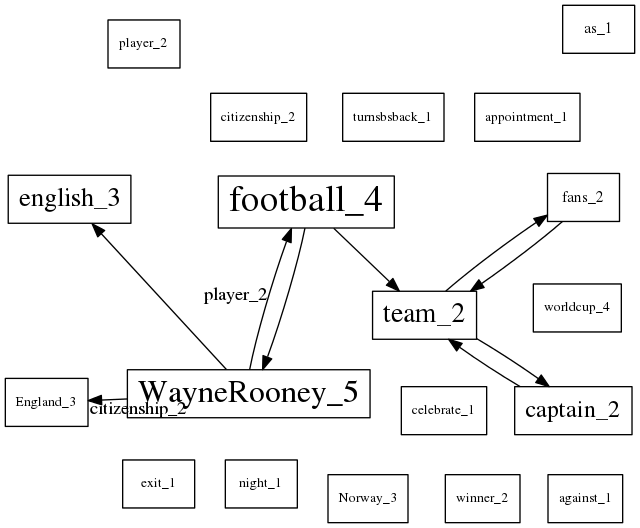 as_1
player_2
citizenship_2
turnsbsback_1
appointment_1
english_3
football_4
fans_2
player_2
team_2
worldcup_4
England_3
citizenship_2
WayneRooney_5
celebrate_1
captain_2
exit_1
night_1
Norway_3
winner_2
against_1